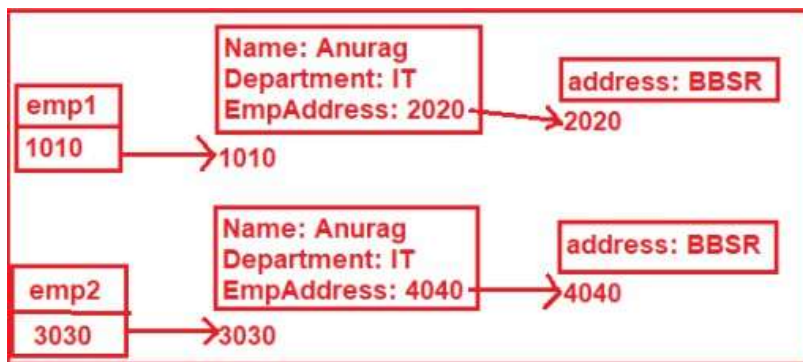 emp1
1010
Name: Anurag
Department: IT
EmpAddress: 2020
1010
address: BBSR
2020
emp2
3030
Name: Anurag
Department: IT
EmpAddress: 4040
3030
address: BBSR
4040